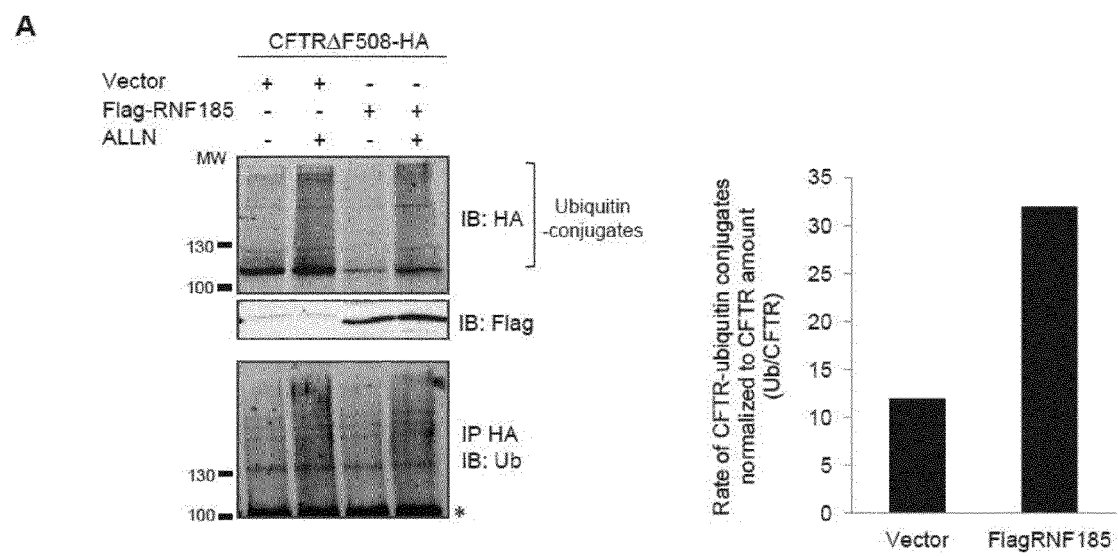 A
CFTRΔF508-HA
Vector + + - -
Flag-RNF185 - - + +
ALLN - + - +
MW
130
100
IB: HA
Ubiquitin
-conjugates
IB: Flag
130
100
IP HA
IB: Ub
*
Rate of CFTR-ubiquitin conjugates
normalized to CFTR amount
(Ub/CFTR)
35
30
25
20
15
10
5
0
Vector
FlagRNF185